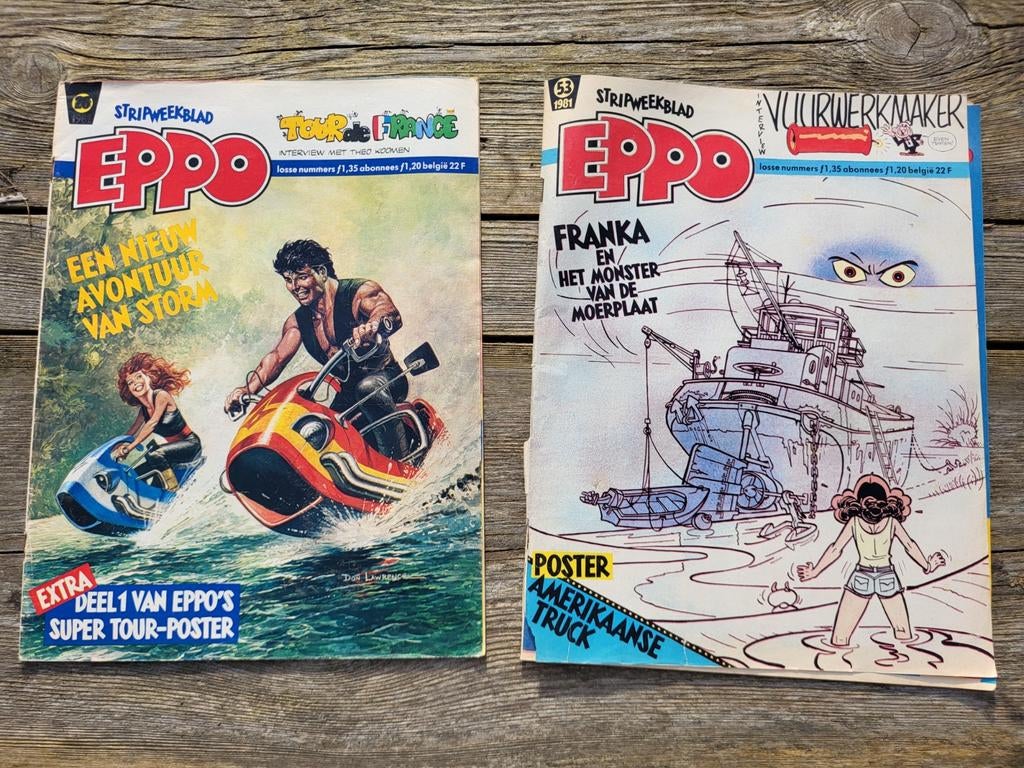 26
STRIPWEEKBLAD
EPPO
TOUR de FRANCE
INTERVIEW MET THEO KOOMEN
losse nummers ƒ1,35 abonnees ƒ1,20 belgië 22 F
EEN NIEUW
AVONTUUR
VAN STORM
DON LAWRENCE
EXTRA
DEEL 1 VAN EPPO'S
SUPER TOUR-POSTER
53
1981
STRIPWEEKBLAD
EPPO
INTERVIEW
VUURWERKMAKER
losse nummers ƒ1,35 abonnees ƒ1,20 belgië 22 F
FRANKA
EN
HET MONSTER
VAN DE
MOERPLAAT
POSTER
AMERIKAANSE
TRUCK